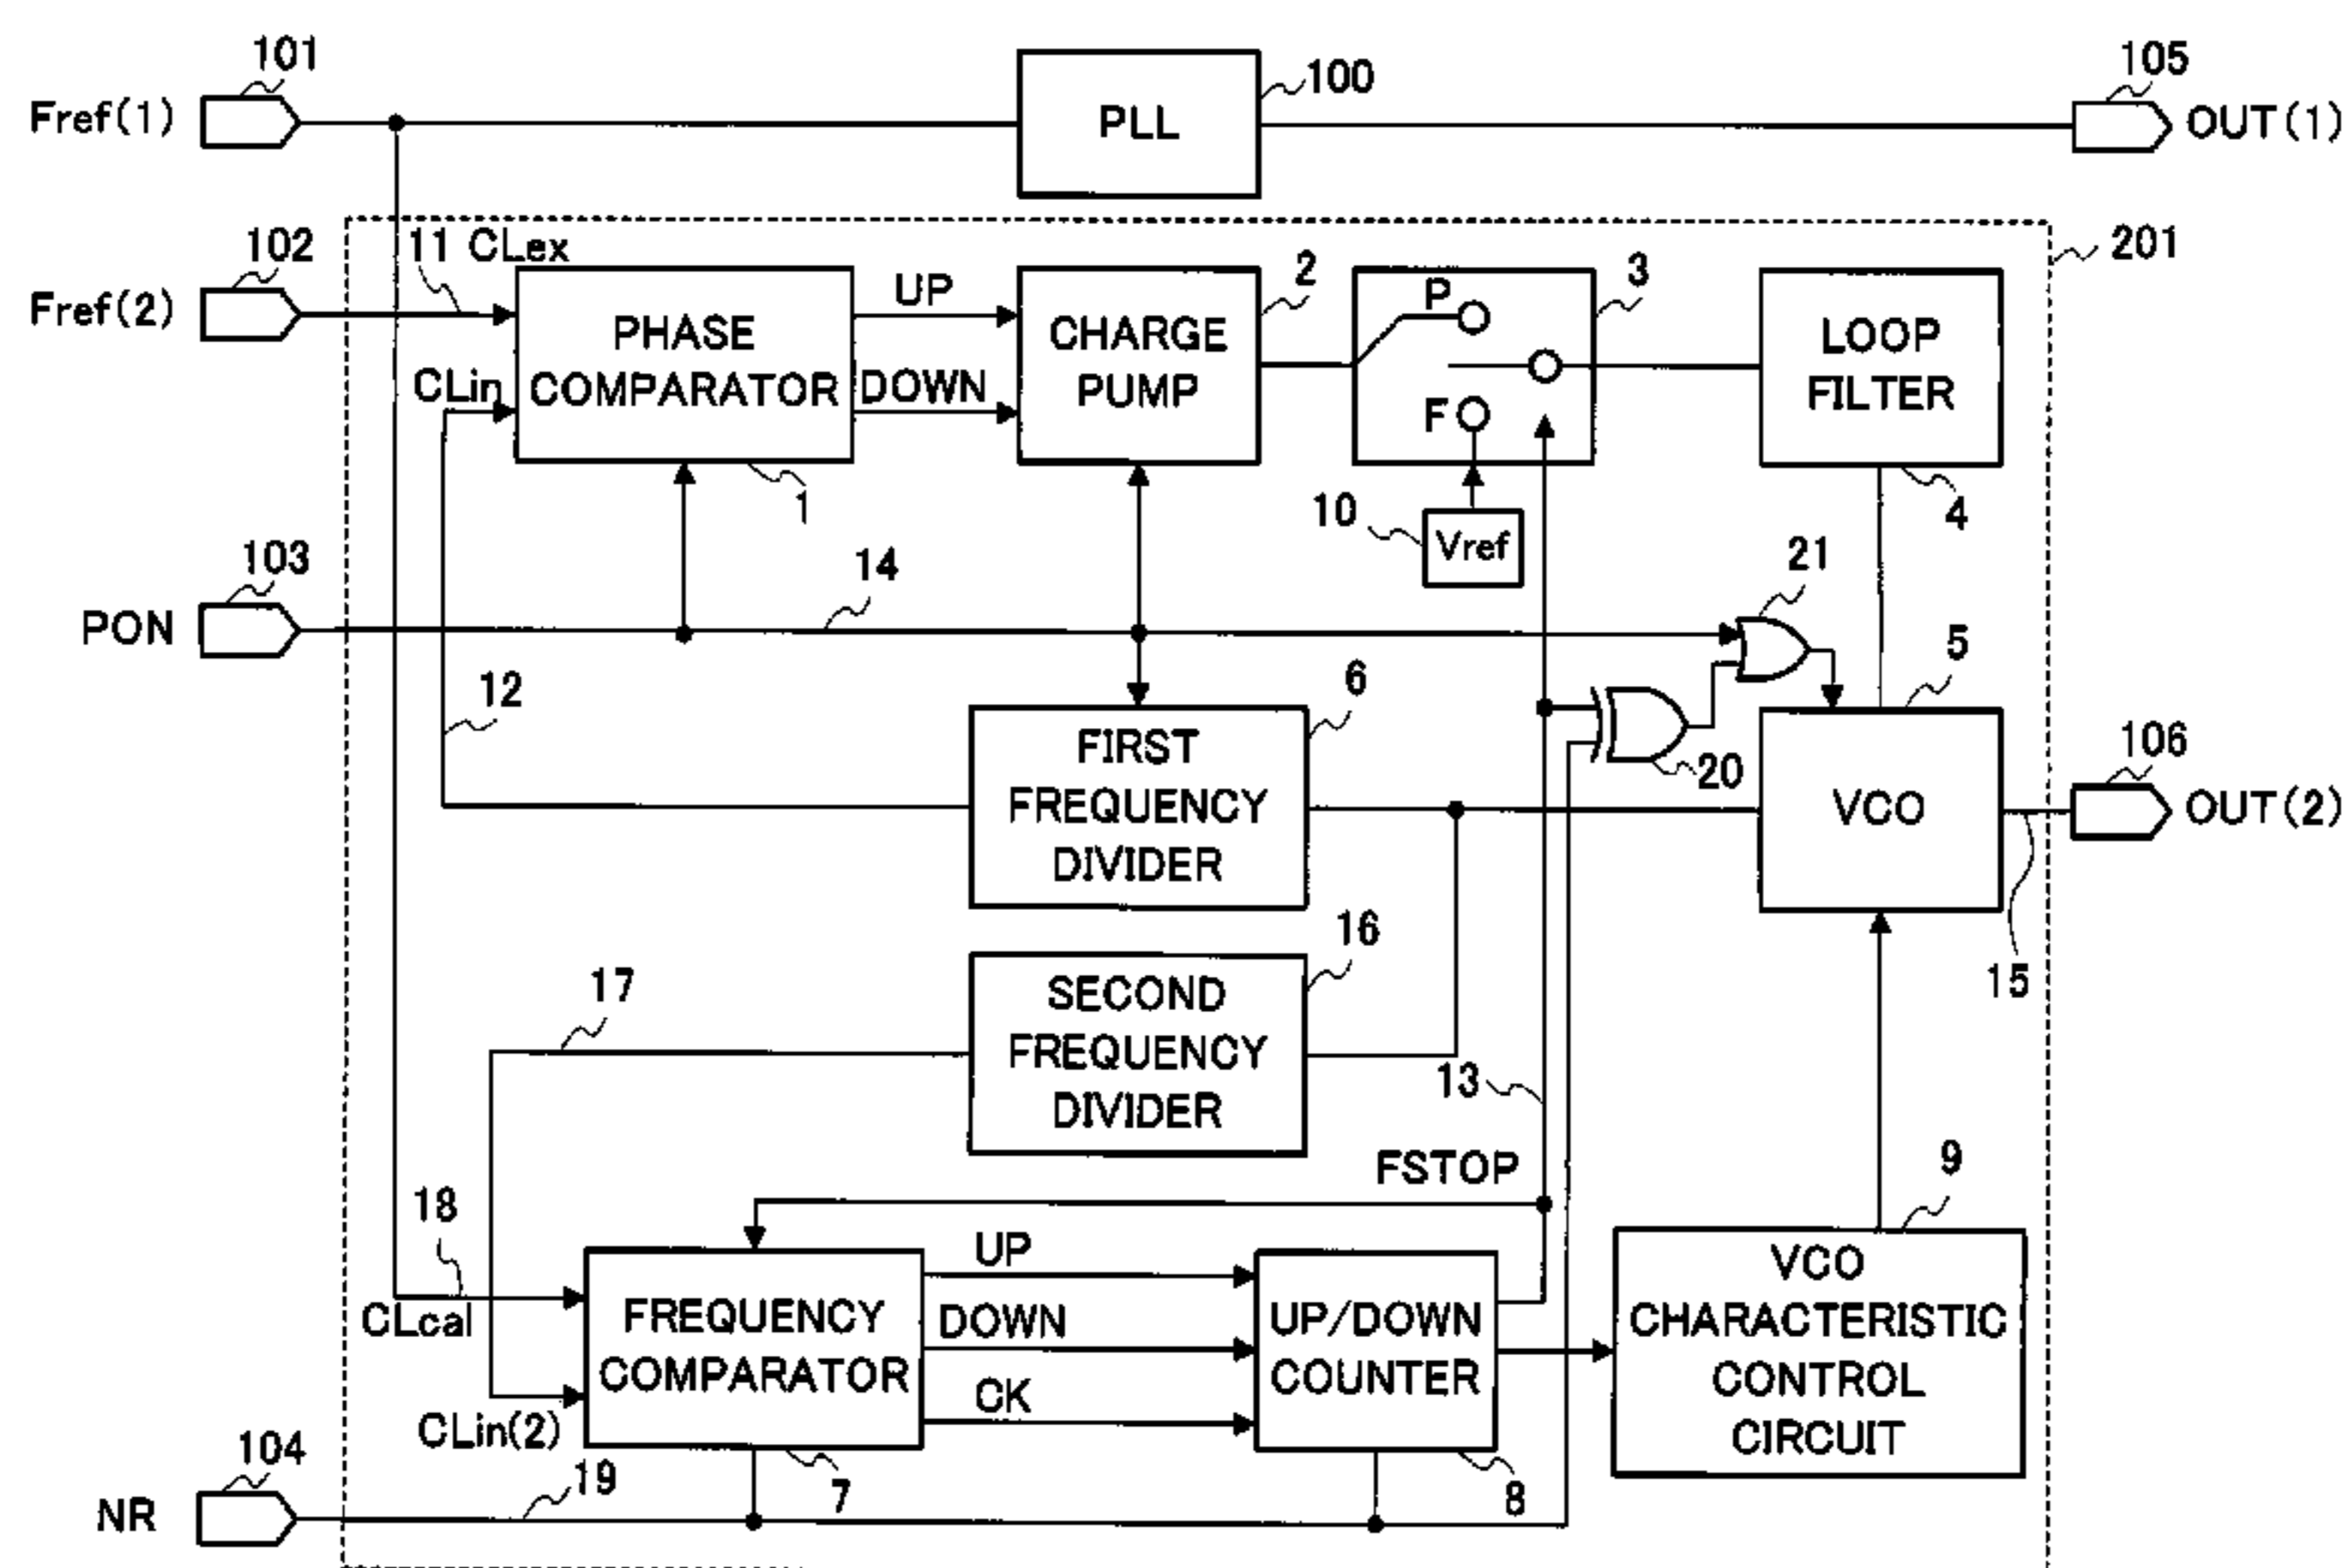 101
Fref(1)
PLL
100
105
OUT(1)
102
Fref(2)
11 CLex
CLin
PHASE
COMPARATOR
1
UP
DOWN
CHARGE
PUMP
2
P
F
3
10
Vref
LOOP
FILTER
4
201
103
PON
14
12
21
20
FIRST
FREQUENCY
DIVIDER
6
5
VCO
15
106
OUT(2)
SECOND
FREQUENCY
DIVIDER
16
17
13
FSTOP
18
CLcal
CLin(2)
FREQUENCY
COMPARATOR
7
UP
DOWN
CK
UP/DOWN
COUNTER
8
9
VCO
CHARACTERISTIC
CONTROL
CIRCUIT
104
NR
19